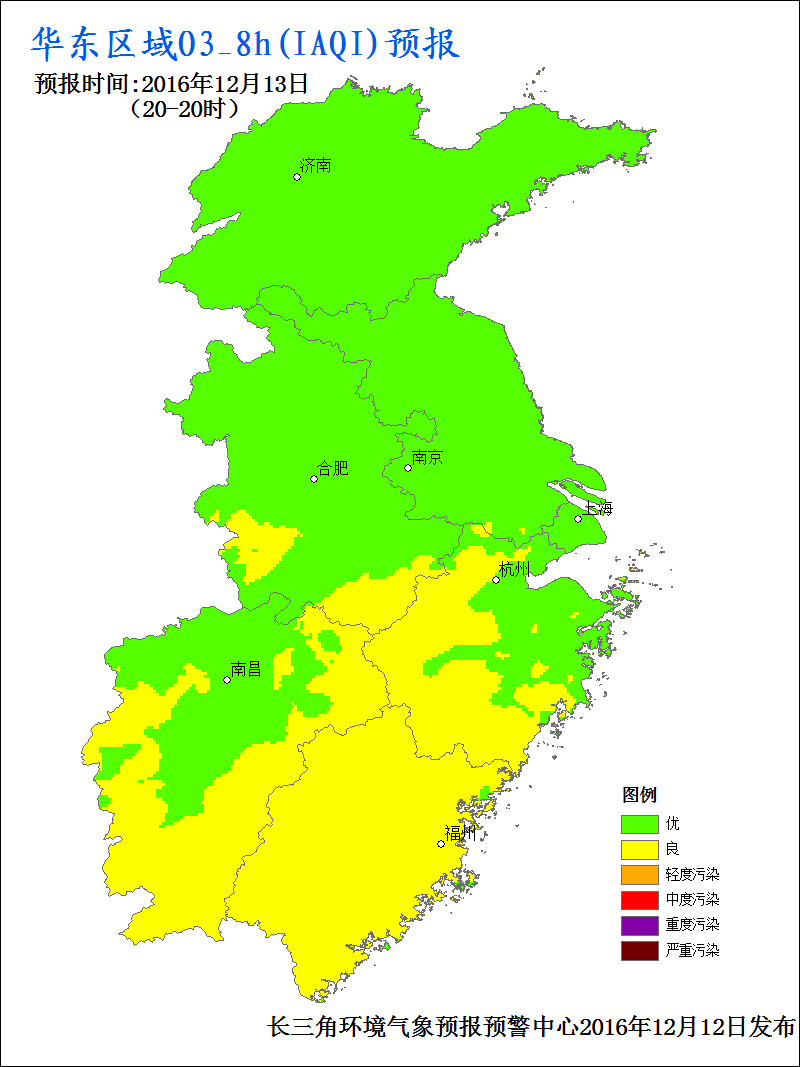 华东区域O3_8h(IAQI)预报
预报时间:2016年12月13日
(20-20时)
济南
南京
合肥
上海
杭州
南昌
福州
图例
优
良
轻度污染
中度污染
重度污染
严重污染
长三角环境气象预报预警中心2016年12月12日发布